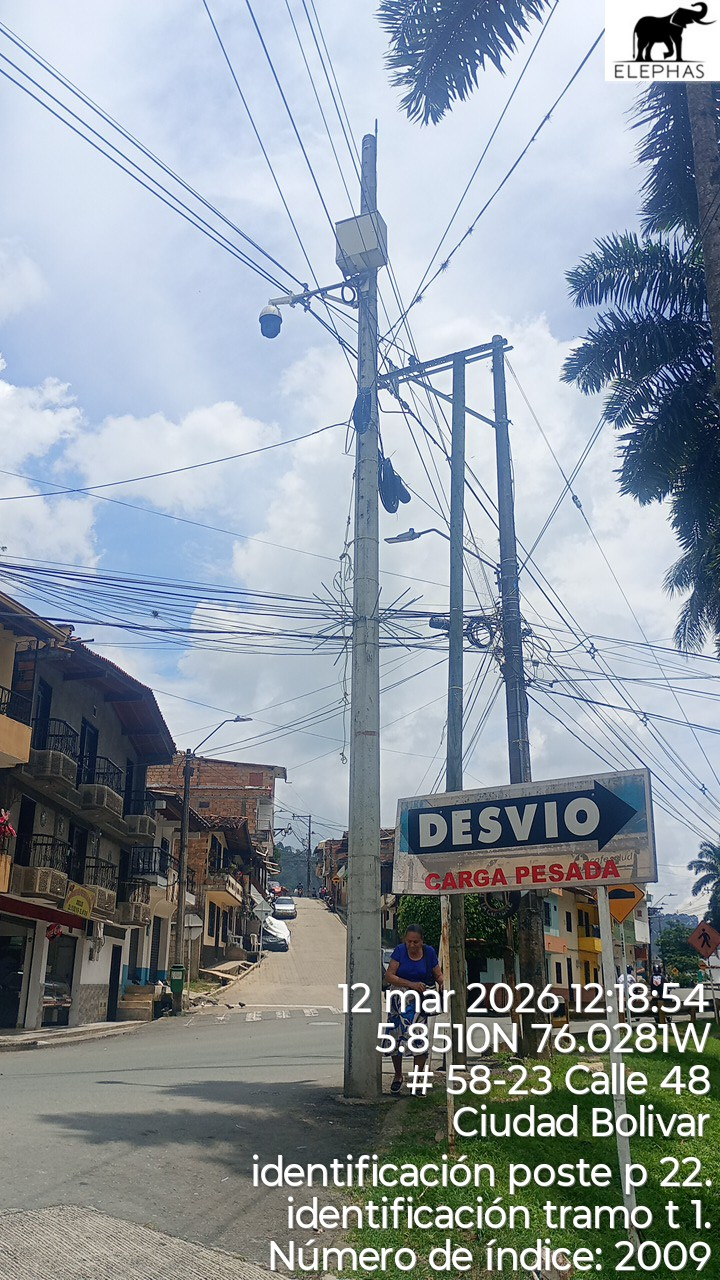 ELEPHAS
DESVIO
CARGA PESADA
12 mar 2026 12:18:54
5.8510N 76.0281W
# 58-23 Calle 48
Ciudad Bolivar
identificación poste p 22.
identificación tramo t 1.
Número de índice: 2009